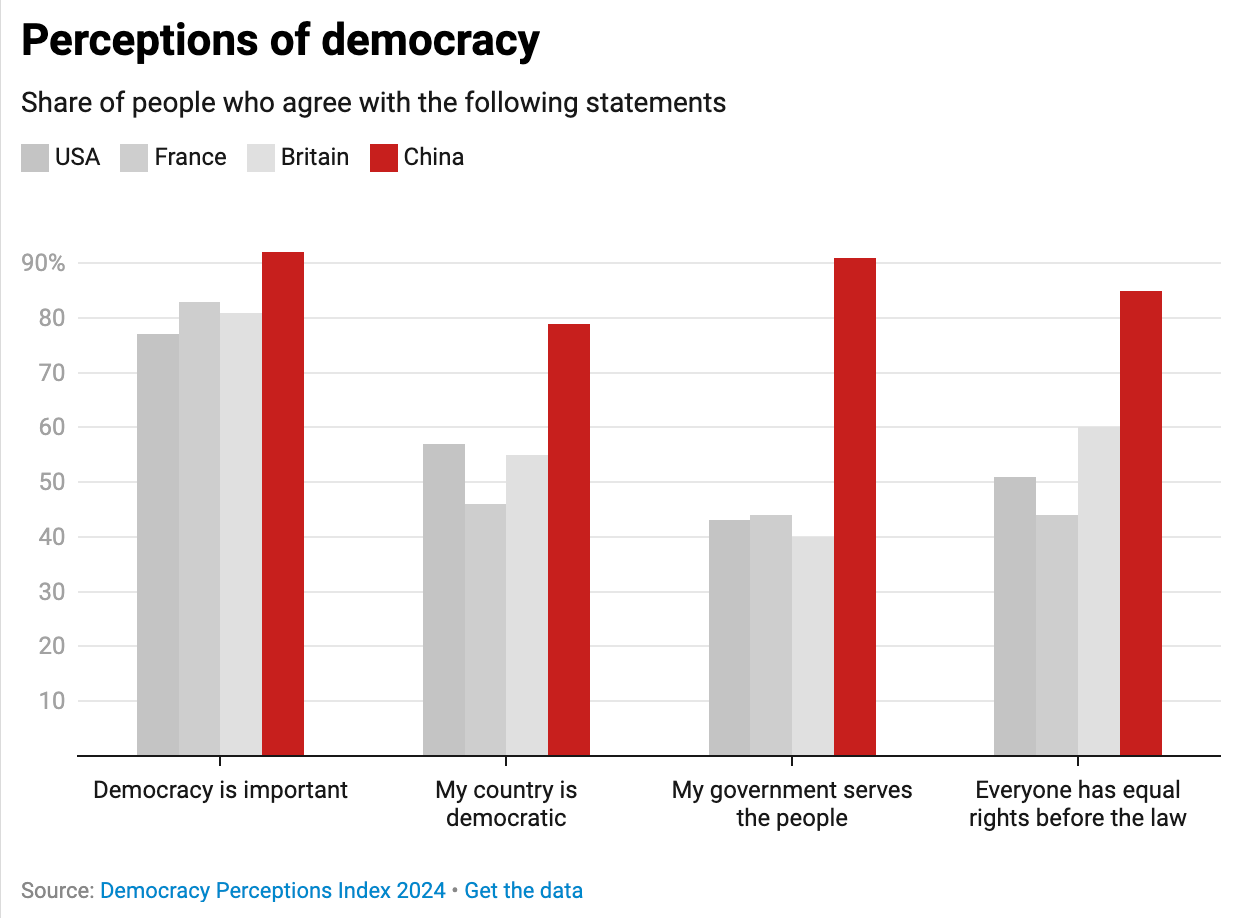 Perceptions of democracy
Share of people who agree with the following statements
USA France Britain China
90%
80
70
60
50
40
30
20
10
Democracy is important
My country is
democratic
My government serves
the people
Everyone has equal
rights before the law
Source: Democracy Perceptions Index 2024 • Get the data